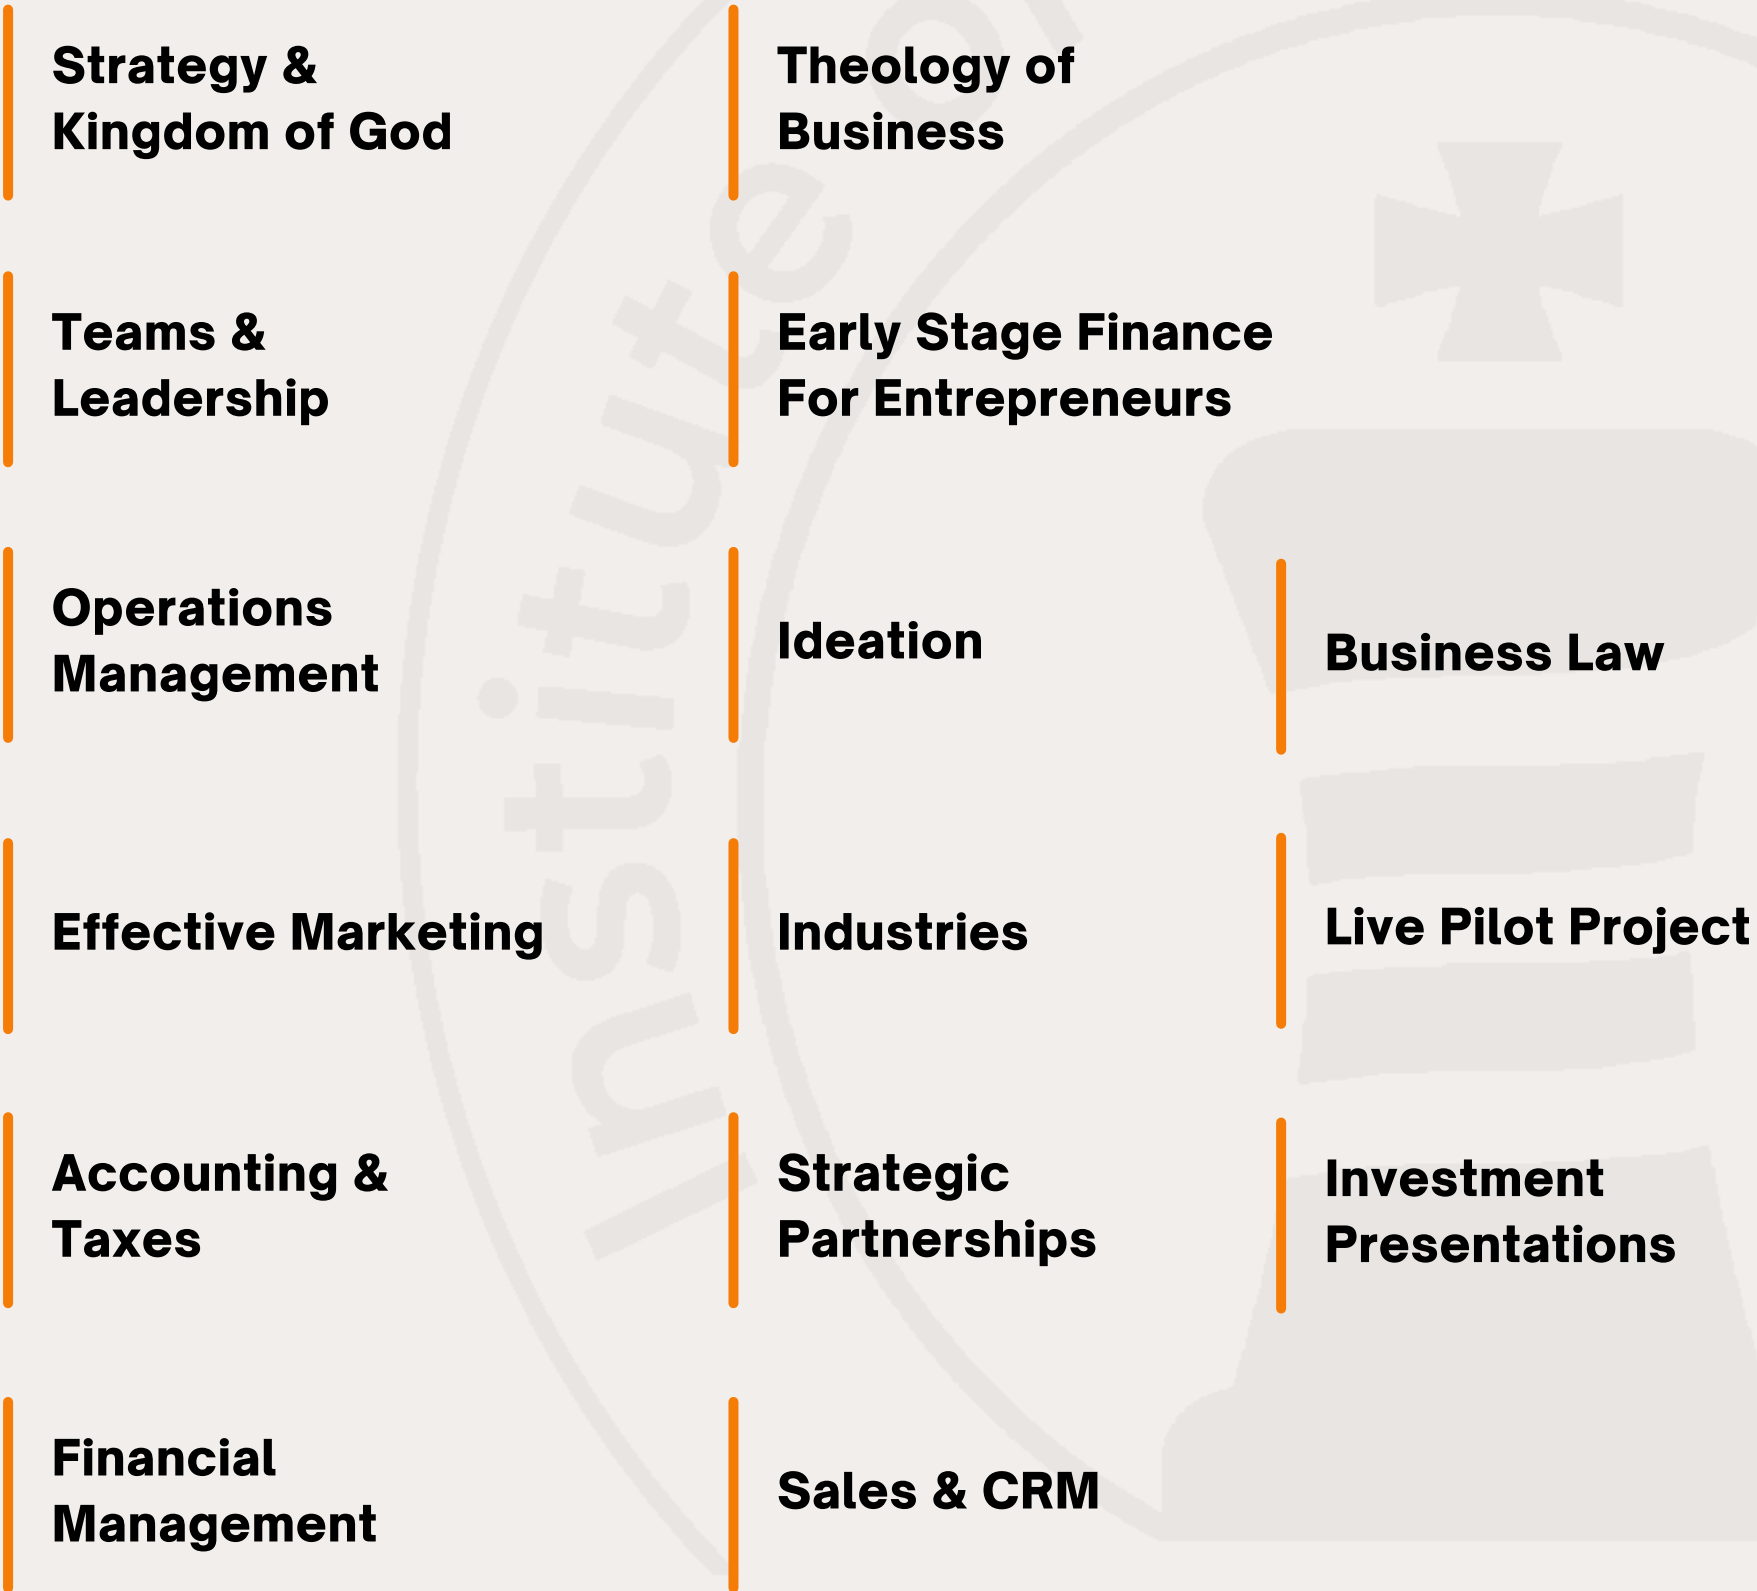 Strategy &
Kingdom of God
Theology of
Business
Teams &
Leadership
Early Stage Finance
For Entrepreneurs
Operations
Management
Ideation
Business Law
Effective Marketing
Industries
Live Pilot Project
Accounting &
Taxes
Strategic
Partnerships
Investment
Presentations
Financial
Management
Sales & CRM
Institute